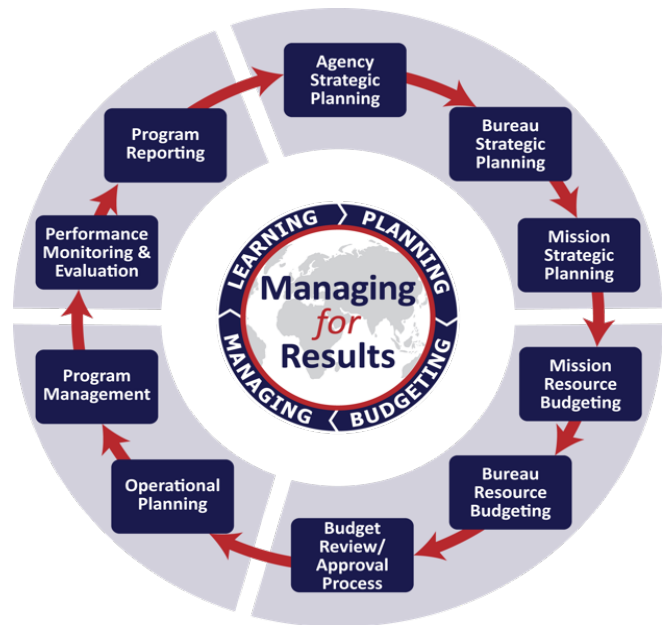 Agency
Strategic
Planning
Bureau
Strategic
Planning
Mission
Strategic
Planning
Mission
Resource
Budgeting
Bureau
Resource
Budgeting
Budget
Review/
Approval
Process
Operational
Planning
Program
Management
Performance
Monitoring &
Evaluation
Program
Reporting
LEARNING
PLANNING
BUDGETING
MANAGING
Managing
for
Results